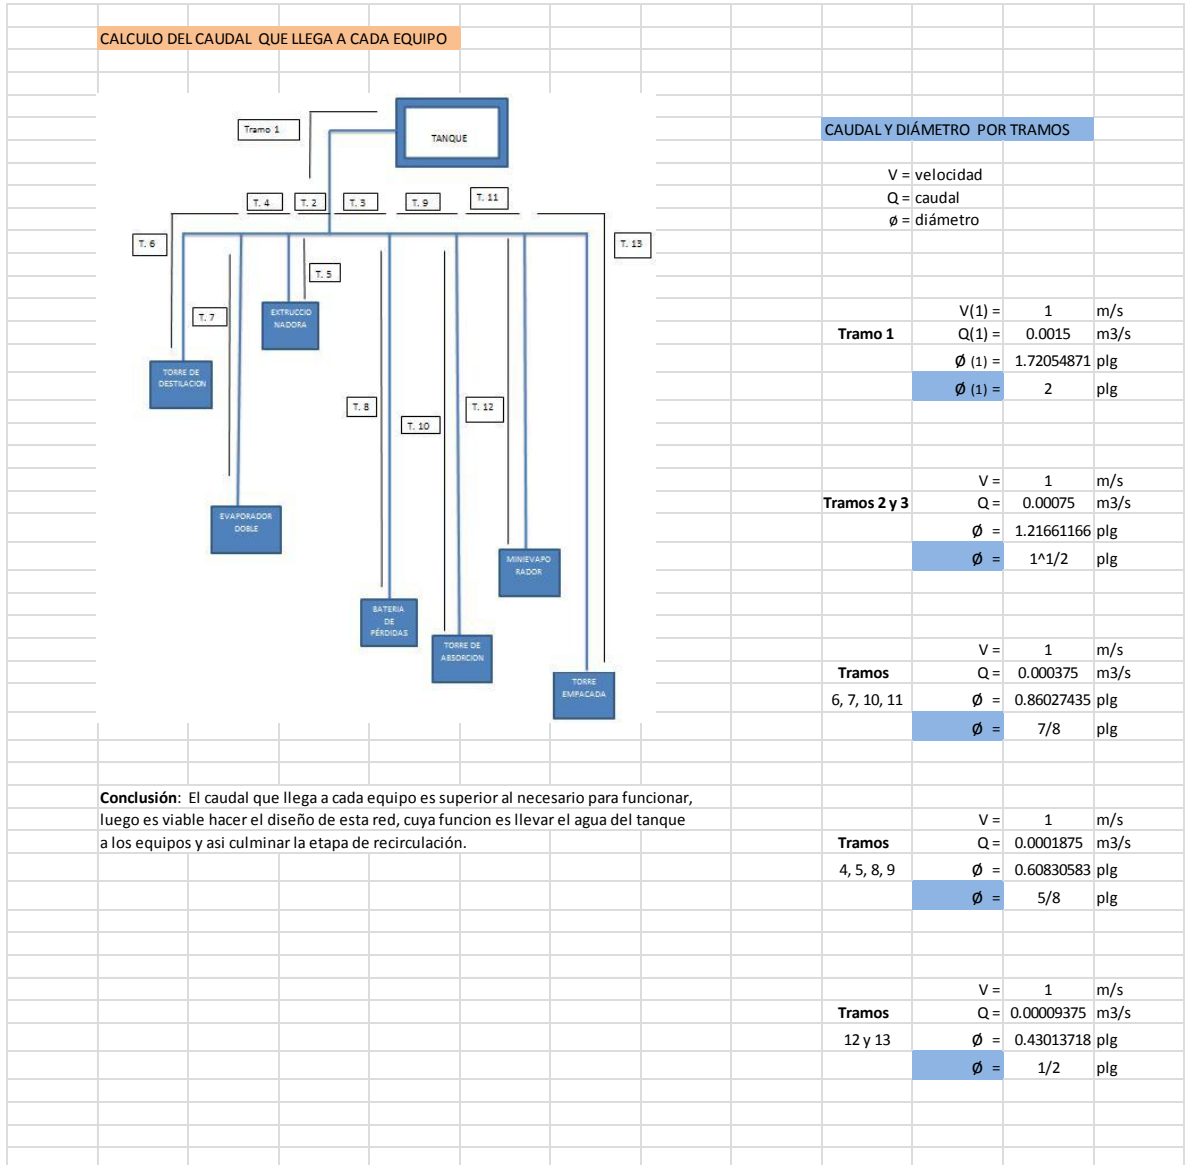 CALCULO DEL CAUDAL QUE LLEGA A CADA EQUIPO
Tramo 1
TANQUE
T. 4
T. 2
T. 3
T. 9
T. 11
T. 6
T. 13
T. 5
T. 7
EXTRUCCIO
NADORA
TORRE DE
DESTILACION
T. 8
T. 10
T. 12
EVAPORADOR
DOBLE
MINIEVAPO
RADOR
BATERIA
DE
PÉRDIDAS
TORRE DE
ABSORCION
TORRE
EMPACADA
Conclusión: El caudal que llega a cada equipo es superior al necesario para funcionar,
luego es viable hacer el diseño de esta red, cuya funcion es llevar el agua del tanque
a los equipos y asi culminar la etapa de recirculación.
CAUDAL Y DIÁMETRO POR TRAMOS
V = velocidad
Q = caudal
ø = diámetro
V(1) = 1 m/s
Tramo 1 Q(1) = 0.0015 m3/s
Ø (1) = 1.72054871 plg
Ø (1) = 2 plg
V = 1 m/s
Tramos 2 y 3 Q = 0.00075 m3/s
Ø = 1.21661166 plg
Ø = 1^1/2 plg
V = 1 m/s
Tramos Q = 0.000375 m3/s
6, 7, 10, 11 Ø = 0.86027435 plg
Ø = 7/8 plg
V = 1 m/s
Tramos Q = 0.0001875 m3/s
4, 5, 8, 9 Ø = 0.60830583 plg
Ø = 5/8 plg
V = 1 m/s
Tramos Q = 0.00009375 m3/s
12 y 13 Ø = 0.43013718 plg
Ø = 1/2 plg